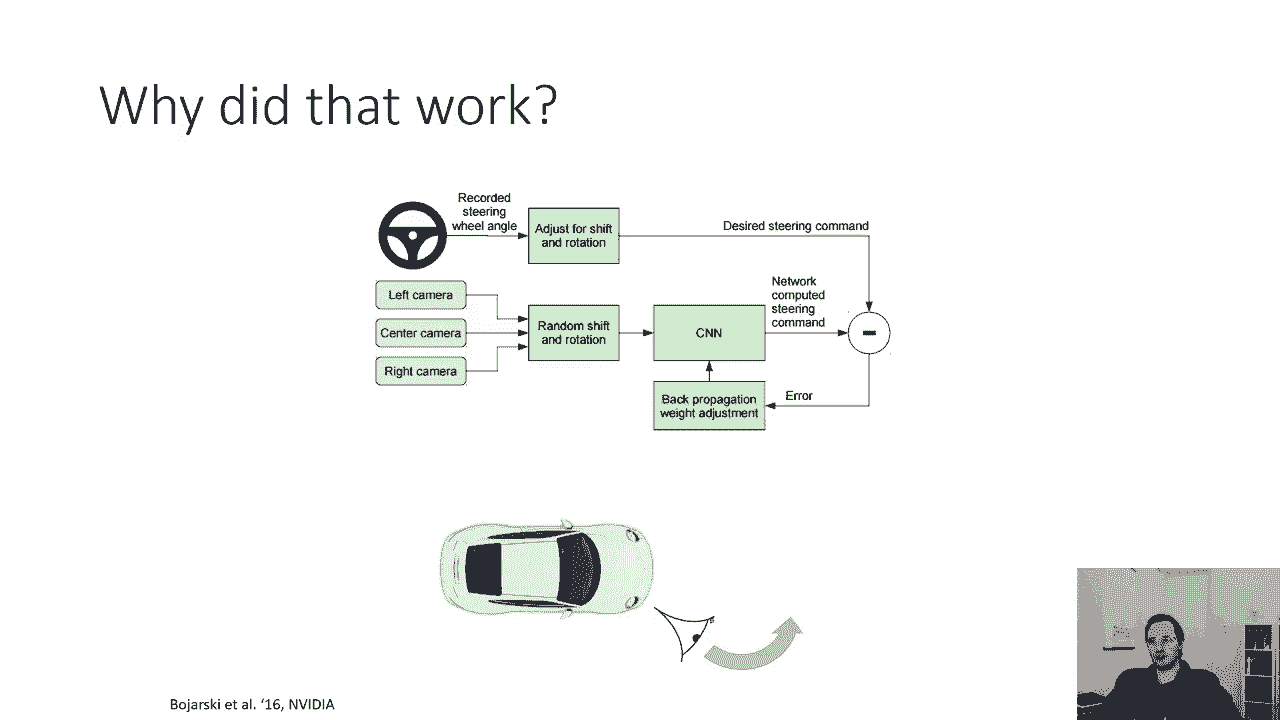 Why did that work?
Recorded
steering
wheel angle
Adjust for shift
and rotation
Desired steering command
Left camera
Center camera
Right camera
Random shift
and rotation
CNN
Network
computed
steering
command
Back propagation
weight adjustment
Error
Bojarski et al. ‘16, NVIDIA